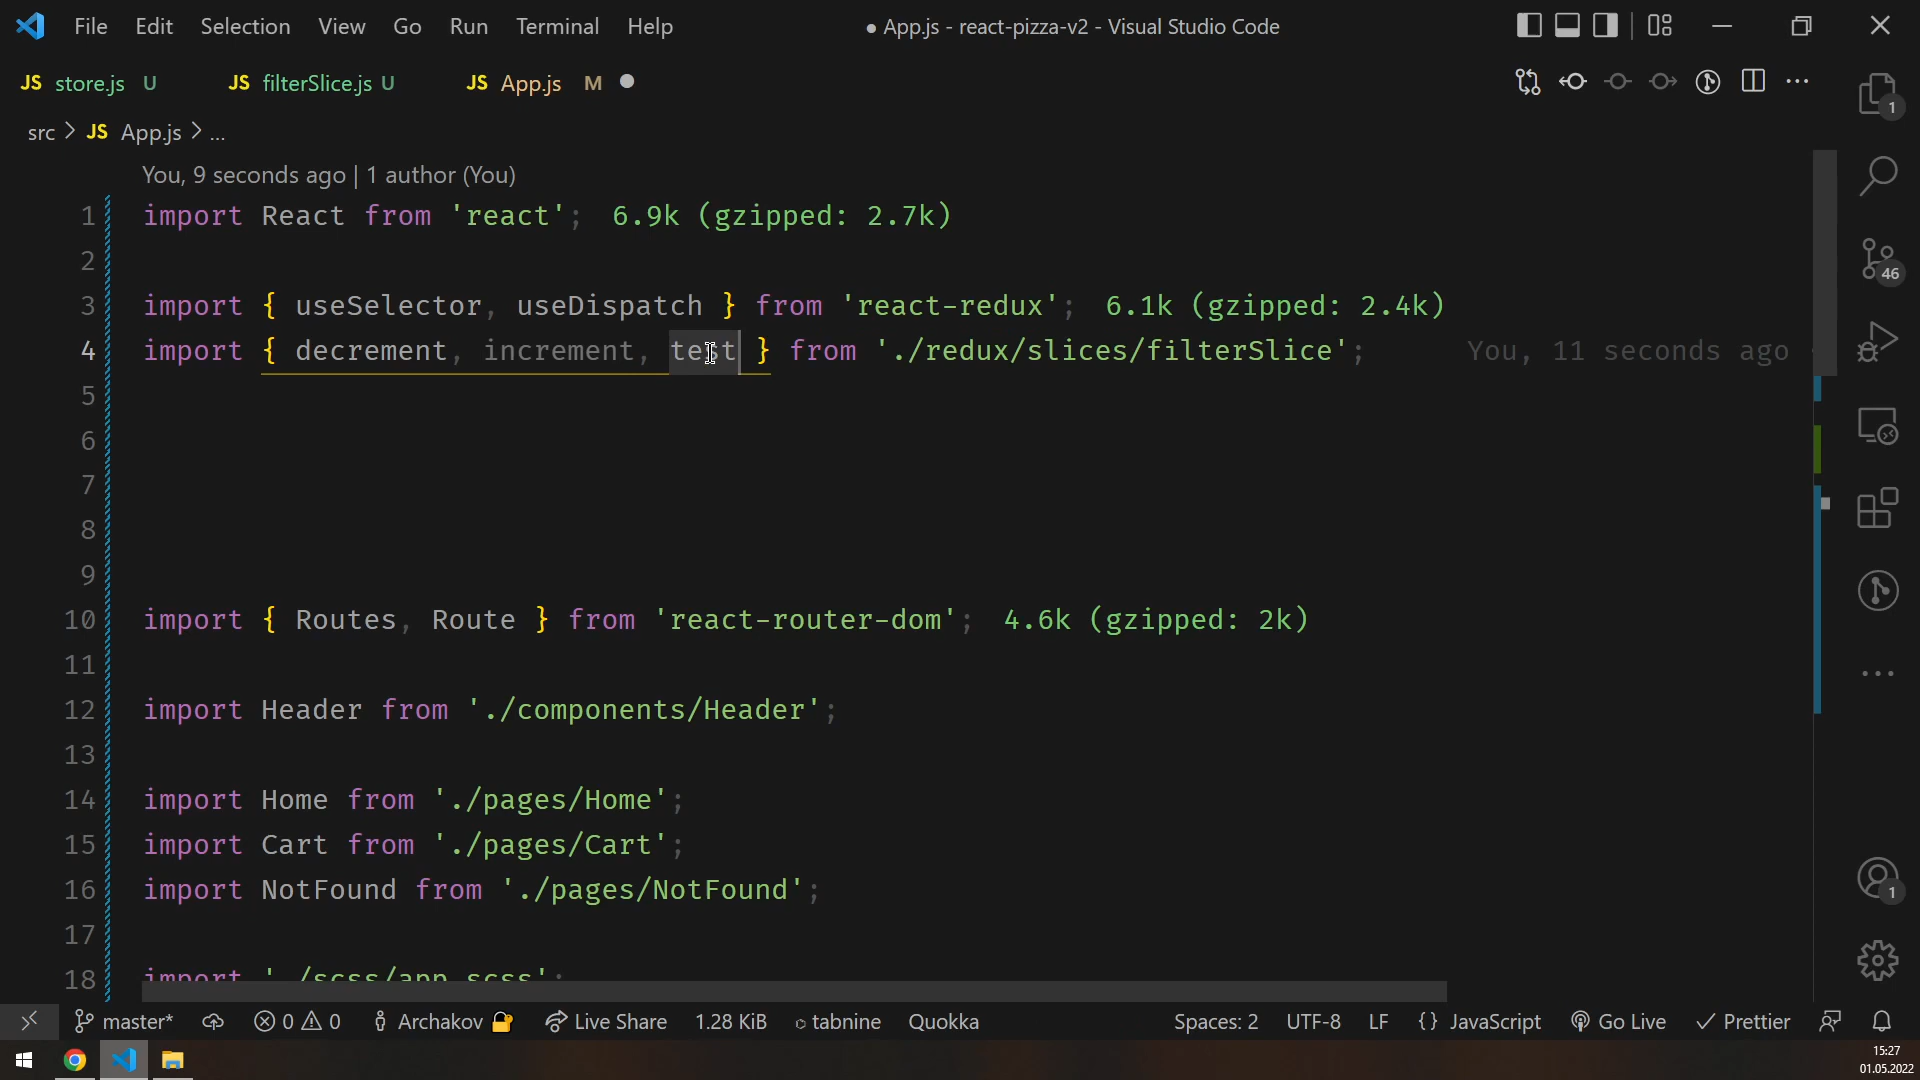 File Edit Selection View Go Run Terminal Help
● App.js - react-pizza-v2 - Visual Studio Code
JS store.js U JS filterSlice.js U JS App.js M
src > JS App.js > ...
You, 9 seconds ago | 1 author (You)
1 import React from 'react'; 6.9k (gzipped: 2.7k)
2
3 import { useSelector, useDispatch } from 'react-redux'; 6.1k (gzipped: 2.4k)
4 import { decrement, increment, test } from './redux/slices/filterSlice'; You, 11 seconds ago
5
6
7
8
9
10 import { Routes, Route } from 'react-router-dom'; 4.6k (gzipped: 2k)
11
12 import Header from './components/Header';
13
14 import Home from './pages/Home';
15 import Cart from './pages/Cart';
16 import NotFound from './pages/NotFound';
17
18 import './scss/app.scss';
1
46
1
master* 0 0 Archakov Live Share 1.28 KiB tabnine Quokka Spaces: 2 UTF-8 LF {} JavaScript Go Live Prettier
15:27
01.05.2022